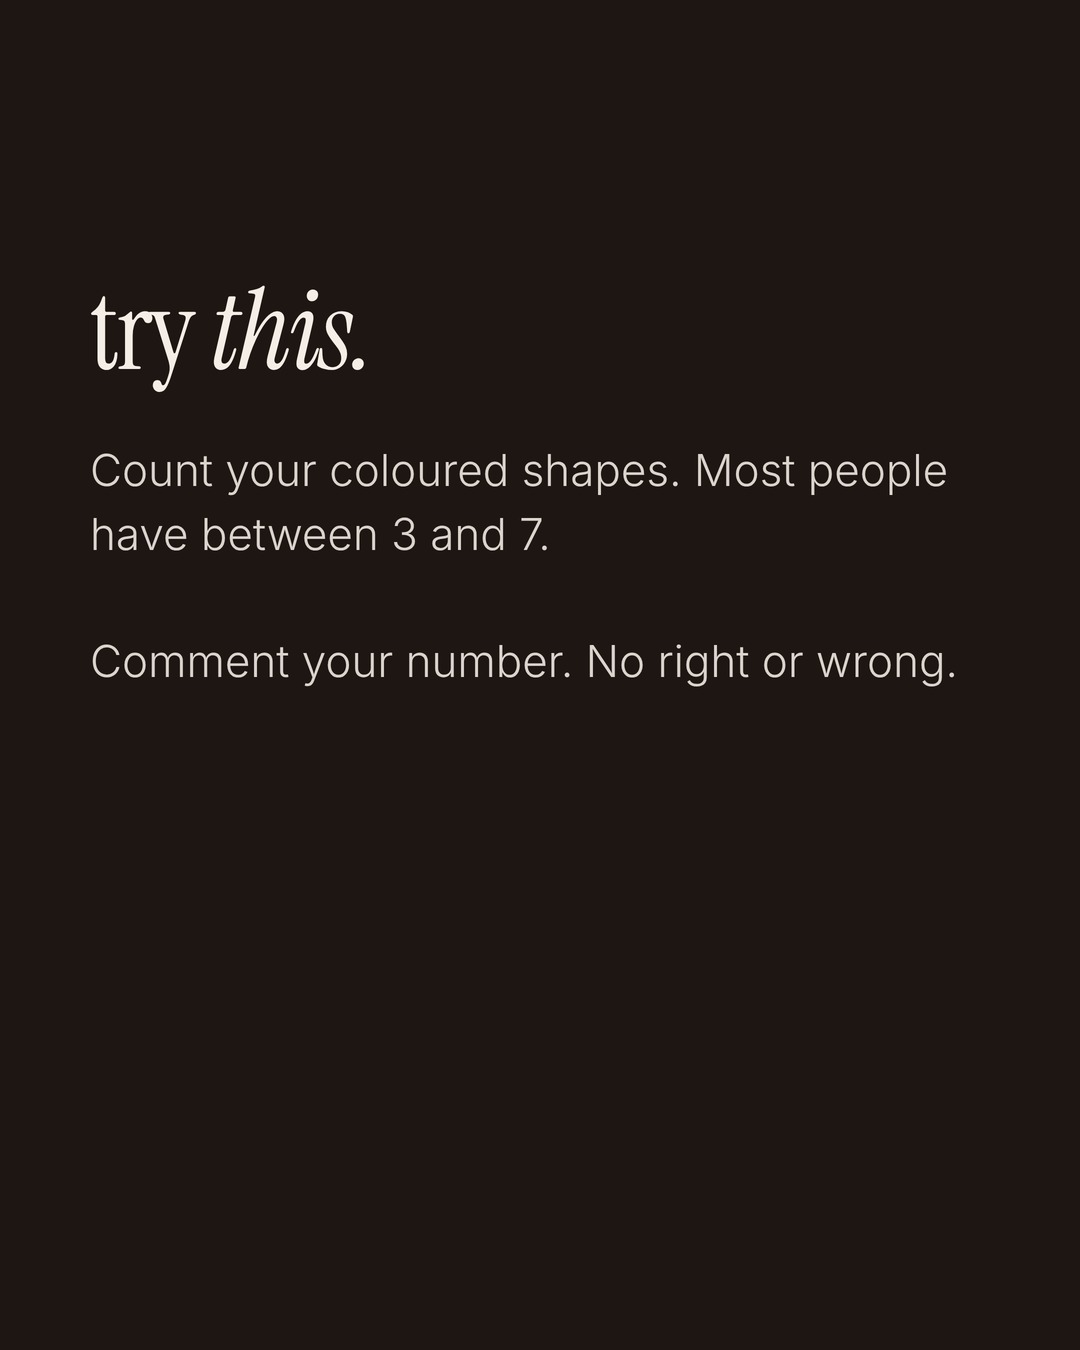 try this.
Count your coloured shapes. Most people
have between 3 and 7.
Comment your number. No right or wrong.